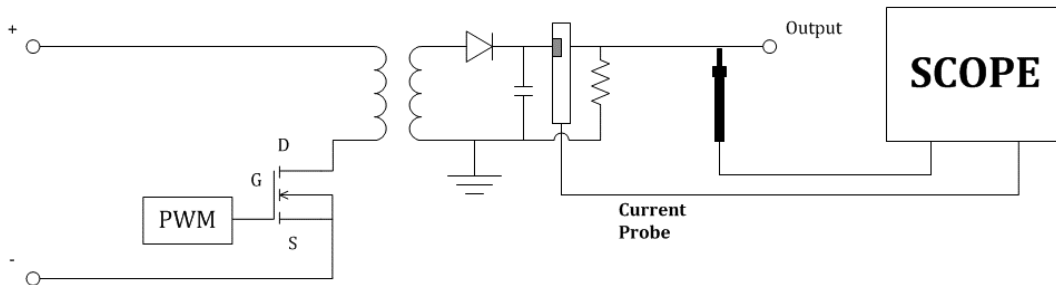 +
Output
SCOPE
D
G
PWM
S
Current
Probe
-